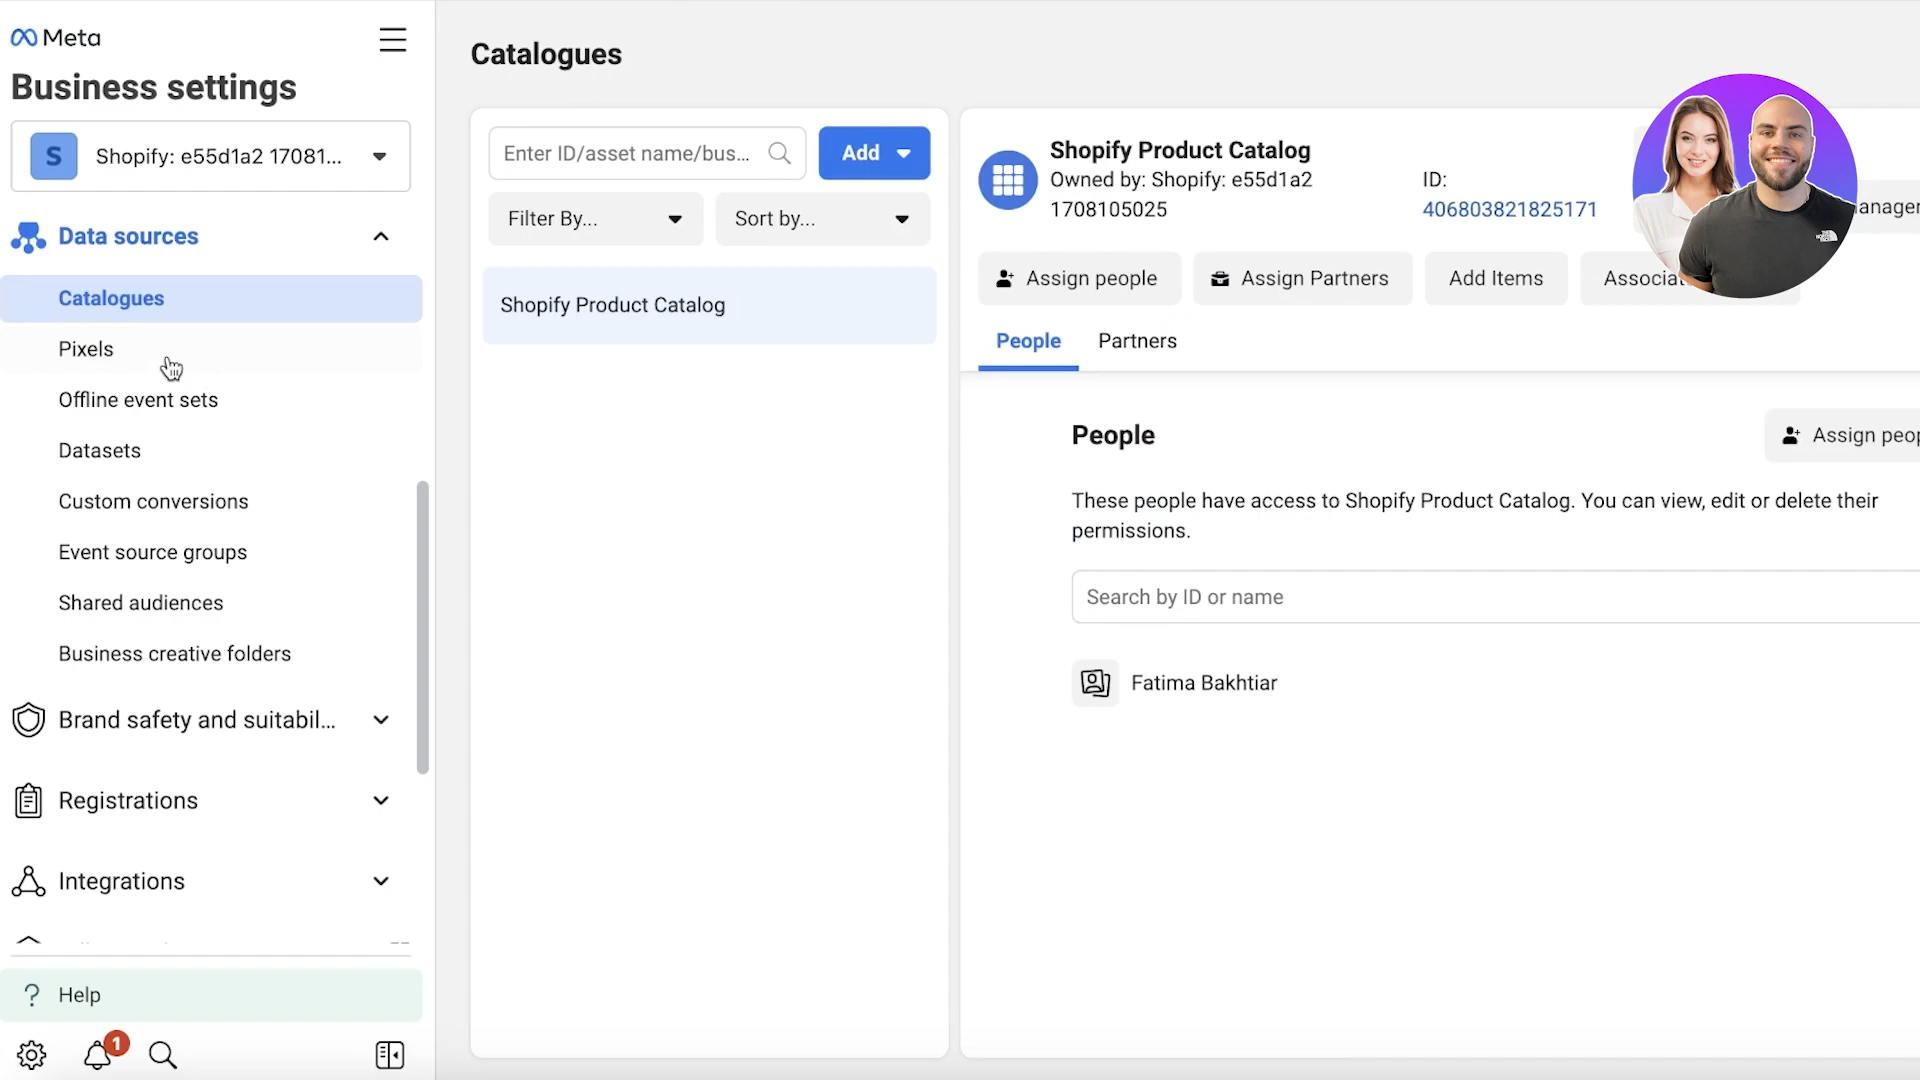 Meta
Business settings
S
Shopify: e55d1a2 17081...
Data sources
Catalogues
Pixels
Offline event sets
Datasets
Custom conversions
Event source groups
Shared audiences
Business creative folders
Brand safety and suitabil...
Registrations
Integrations
? Help
1
Catalogues
Enter ID/asset name/bus...
Add
Filter By...
Sort by...
Shopify Product Catalog
Shopify Product Catalog
Owned by: Shopify: e55d1a2
1708105025
ID:
406803821825171
Assign people
Assign Partners
Add Items
People
Partners
People
Assign
These people have access to Shopify Product Catalog. You can view, edit or delete their
permissions.
Search by ID or name
Fatima Bakhtiar